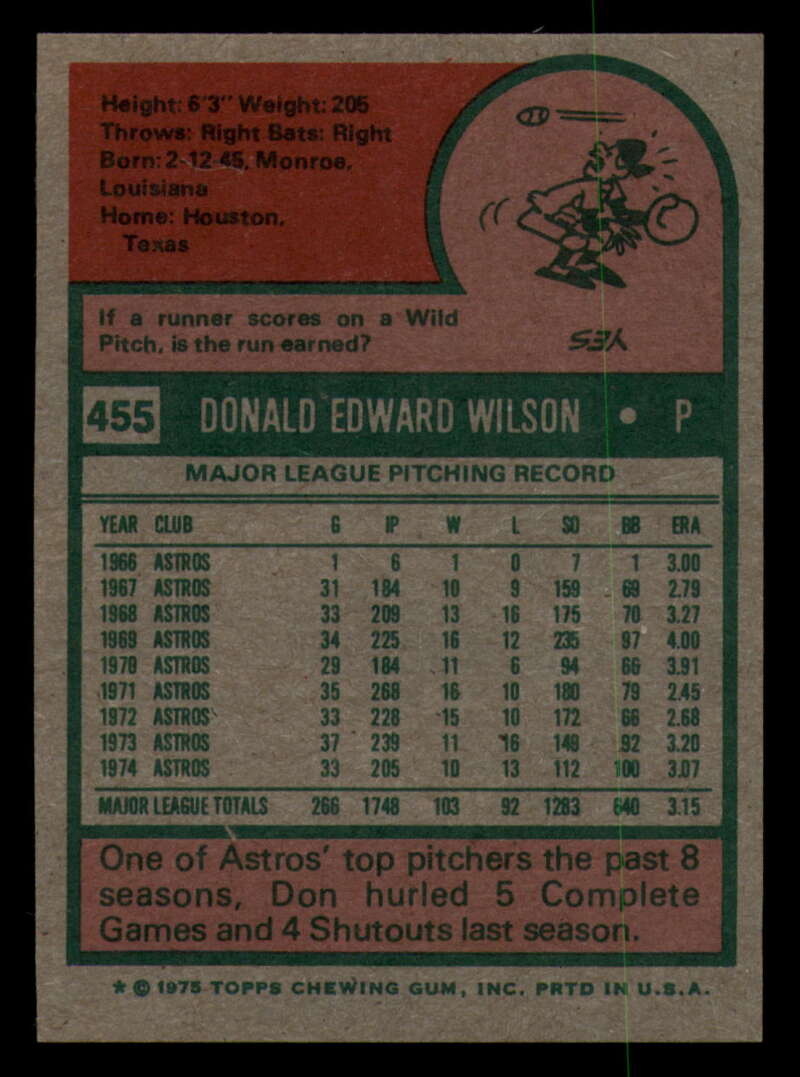 Height: 6'3" Weight: 205
Throws: Right Bats: Right
Born: 2-12-45, Monroe,
Louisiana
Home: Houston,
Texas
If a runner scores on a Wild
Pitch, is the run earned?
YES
455 DONALD EDWARD WILSON • P
MAJOR LEAGUE PITCHING RECORD
YEAR CLUB G IP W L SO BB ERA
1966 ASTROS 1 6 1 0 7 1 3.00
1967 ASTROS 31 184 10 9 159 69 2.79
1968 ASTROS 33 209 13 16 175 70 3.27
1969 ASTROS 34 225 16 12 235 97 4.00
1970 ASTROS 29 184 11 6 94 66 3.91
1971 ASTROS 35 268 16 10 180 79 2.45
1972 ASTROS 33 228 15 10 172 66 2.68
1973 ASTROS 37 239 11 16 149 92 3.20
1974 ASTROS 33 205 10 13 112 100 3.07
MAJOR LEAGUE TOTALS 266 1748 103 92 1283 640 3.15
One of Astros' top pitchers the past 8
seasons, Don hurled 5 Complete
Games and 4 Shutouts last season.
* © 1975 TOPPS CHEWING GUM, INC. PRTD IN U.S.A.